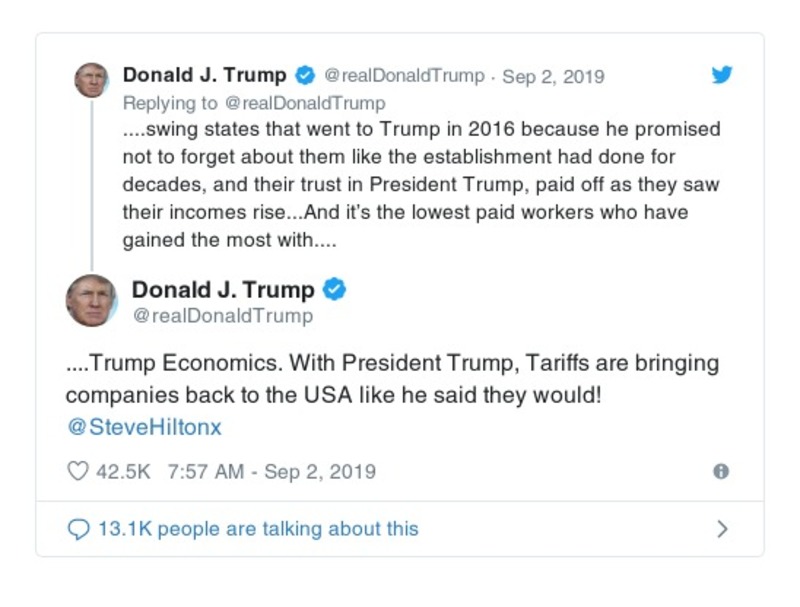 Donald J. Trump @realDonaldTrump · Sep 2, 2019
Replying to @realDonaldTrump
....swing states that went to Trump in 2016 because he promised
not to forget about them like the establishment had done for
decades, and their trust in President Trump, paid off as they saw
their incomes rise...And it’s the lowest paid workers who have
gained the most with....
Donald J. Trump
@realDonaldTrump
....Trump Economics. With President Trump, Tariffs are bringing
companies back to the USA like he said they would!
@SteveHiltonx
42.5K 7:57 AM - Sep 2, 2019
13.1K people are talking about this